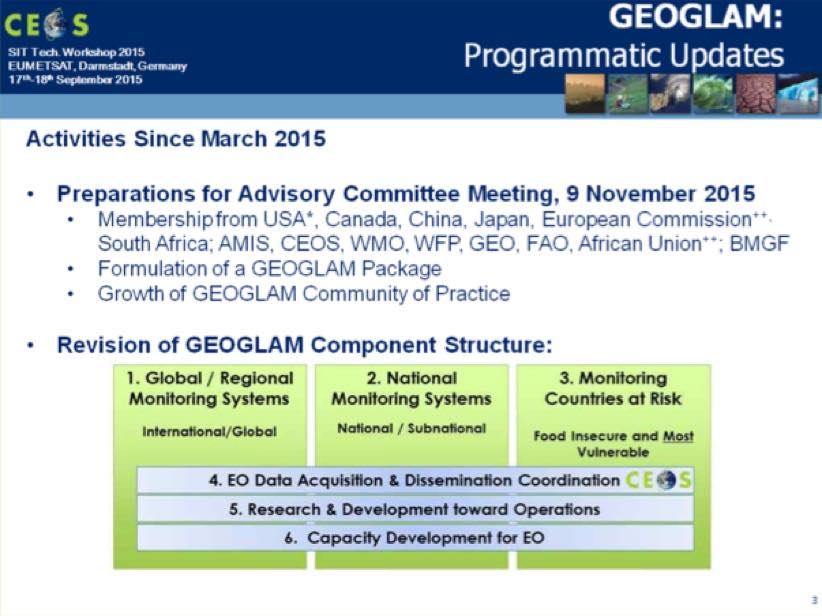 CEOS
SIT Tech. Workshop 2015
EUMETSAT, Darmstadt, Germany
17th-18th September 2015
GEOGLAM:
Programmatic Updates
Activities Since March 2015
• Preparations for Advisory Committee Meeting, 9 November 2015
• Membership from USA*, Canada, China, Japan, European Commission++,
South Africa; AMIS, CEOS, WMO, WFP, GEO, FAO, African Union++; BMGF
• Formulation of a GEOGLAM Package
• Growth of GEOGLAM Community of Practice
• Revision of GEOGLAM Component Structure:
1. Global / Regional
Monitoring Systems
International/Global
2. National
Monitoring Systems
National / Subnational
3. Monitoring
Countries at Risk
Food Insecure and Most
Vulnerable
4. EO Data Acquisition & Dissemination Coordination CEOS
5. Research & Development toward Operations
6. Capacity Development for EO
3